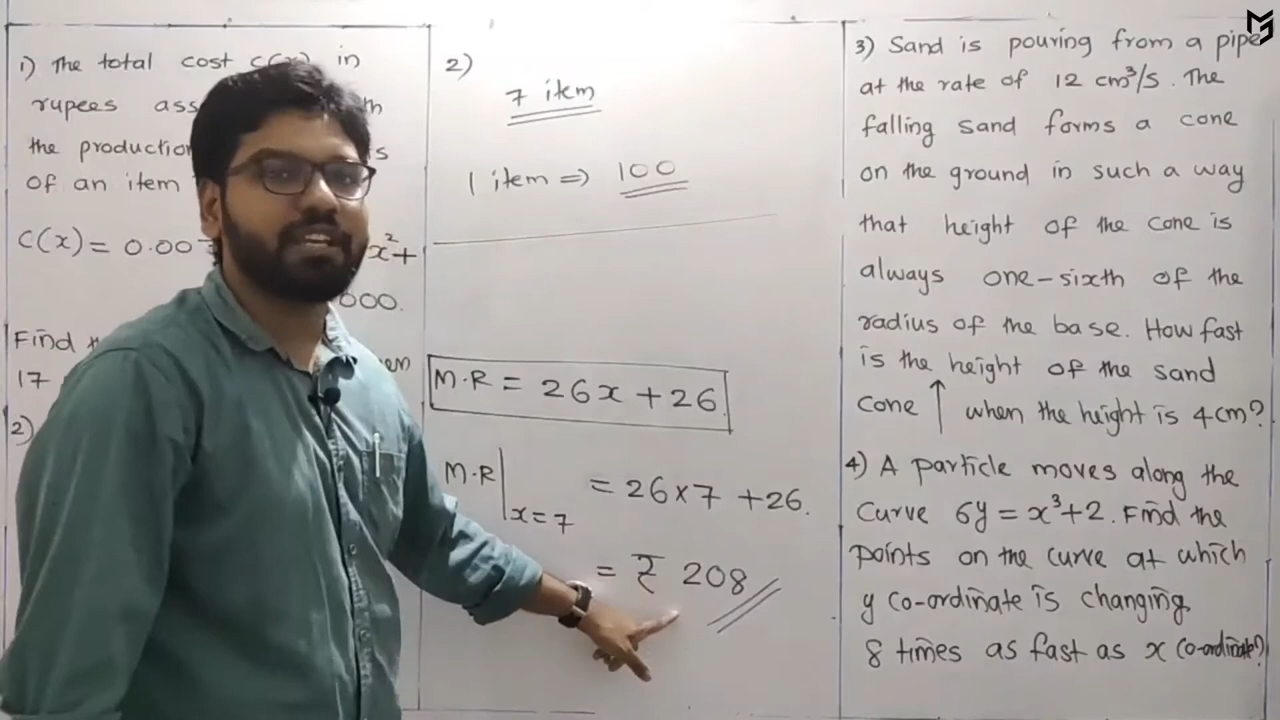 1) The total cost C(x) in
rupees
the production
of an item
C(x) = 0.00 x²+
000.
Find
17
2)
2)
7 item
1 item => 100
M.R = 26x + 26
M.R | x=7 = 26×7 + 26.
= ₹ 208
3) Sand is pouring from a pipe
at the rate of 12 cm³/s. The
falling sand forms a cone
on the ground in such a way
that height of the cone is
always one-sixth of the
radius of the base. How fast
is the height of the sand
cone ↑ when the height is 4cm?
4) A particle moves along the
curve 6y = x³+2. Find the
points on the curve at which
y co-ordinate is changing
8 times as fast as x co-ordinate?